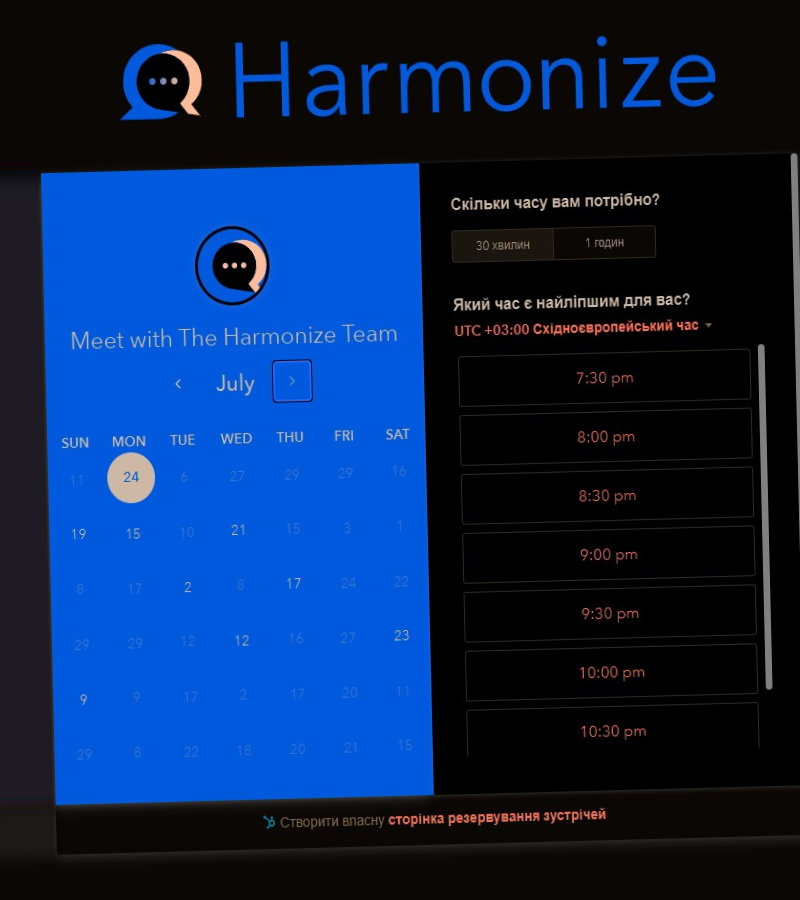 Harmonize
Meet with The Harmonize Team
July
SUN MON TUE WED THU FRI SAT
11 24 6 27 29 29 16
19 15 10 21 15 3 1
8 17 2 8 17 24 22
29 29 12 12 16 27 23
9 9 17 2 17 20 11
29 8 22 18 20 21 15
Скільки часу вам потрібно?
30 хвилин 1 годин
Який час є найліпшим для вас?
UTC +03:00 Східноєвропейський час
7:30 pm
8:00 pm
8:30 pm
9:00 pm
9:30 pm
10:00 pm
10:30 pm
Створити власну сторінка резервування зустрічей